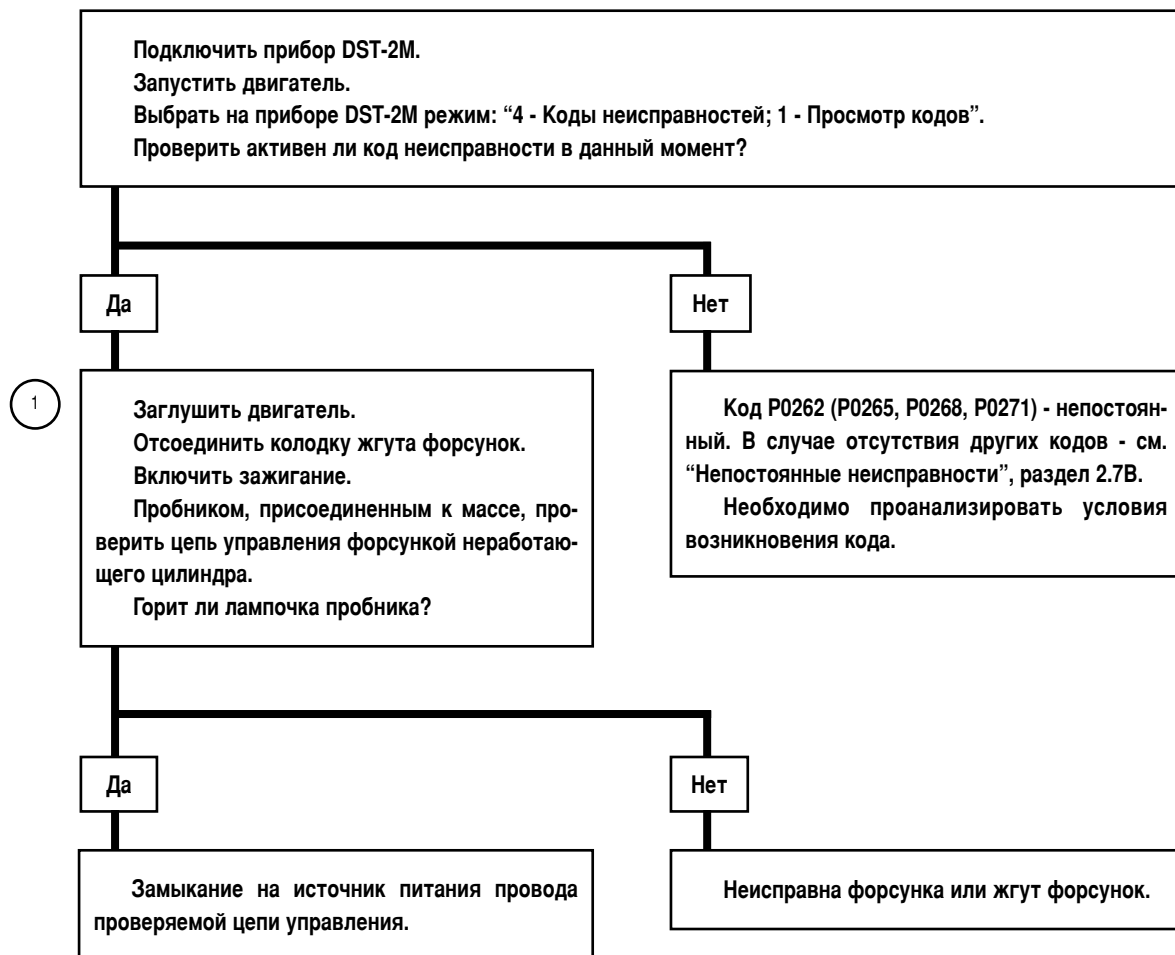 Подключить прибор DST-2M.
Запустить двигатель.
Выбрать на приборе DST-2M режим: “4 - Коды неисправностей; 1 - Просмотр кодов”.
Проверить активен ли код неисправности в данный момент?
Да
Нет
1
Заглушить двигатель.
Отсоединить колодку жгута форсунок.
Включить зажигание.
Пробником, присоединенным к массе, про-
верить цепь управления форсункой неработаю-
щего цилиндра.
Горит ли лампочка пробника?
Код P0262 (P0265, P0268, P0271) - непостоян-
ный. В случае отсутствия других кодов - см.
“Непостоянные неисправности”, раздел 2.7В.
Необходимо проанализировать условия
возникновения кода.
Да
Нет
Замыкание на источник питания провода
проверяемой цепи управления.
Неисправна форсунка или жгут форсунок.